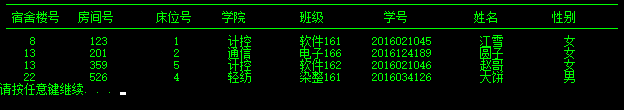 宿舍楼号 房间号 床位号 学院 班级 学号 姓名 性别
8 123 1 计控 软件161 2016021045 江雪 女
13 201 2 通信 电子166 2016124189 圆子 女
13 359 5 计控 软件162 2016021046 赵哥 女
22 526 4 轻纺 染整161 2016034126 大饼 男
请按任意键继续. . .